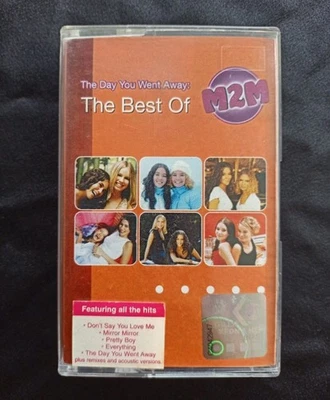 The Day You Went Away:
The Best Of
M2M
Featuring all the hits
• Don't Say You Love Me
• Mirror Mirror
• Pretty Boy
• Everything
• The Day You Went Away
plus remixes and acoustic versions.